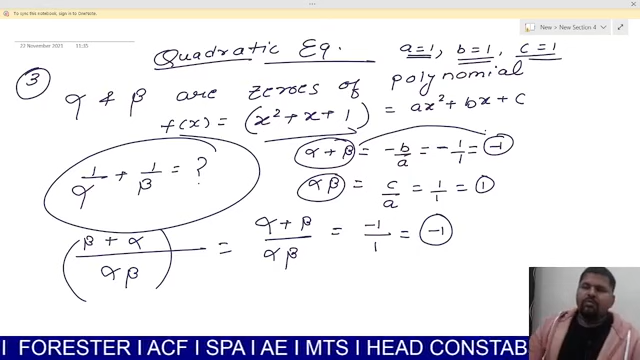 To sync this notebook, sign in to OneNote.
New > New Section 4
22 November 2021 11:35
Quadratic Eq.
a=1, b=1, c=1
③ α & β are zeroes of polynomial
f(x) = (x²+x+1) = ax²+bx+c
1/α + 1/β = ?
α+β = -b/a = -1/1 = -1
αβ = c/a = 1/1 = 1
(β+α / αβ) = α+β / αβ = -1/1 = -1
I FORESTER I ACF I SPA I AE I MTS I HEAD CONSTAB